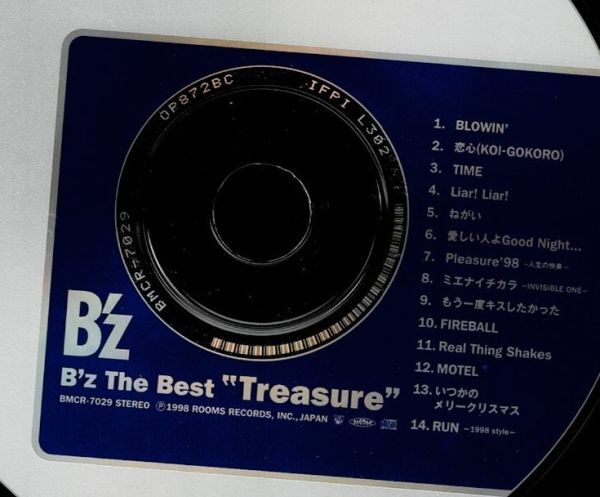 OP872BC IFPI L302
BMCR-7029
1. BLOWIN'
2. 恋心(KOI-GOKORO)
3. TIME
4. Liar! Liar!
5. ねがい
6. 愛しい人よGood Night...
7. Pleasure'98 ~人生の快楽~
8. ミエナイチカラ ~INVISIBLE ONE~
9. もう一度キスしたかった
10. FIREBALL
11. Real Thing Shakes
12. MOTEL
13. いつかの
メリークリスマス
14. RUN ~1998 style~
B'z
B'z The Best "Treasure"
BMCR-7029 STEREO Ⓟ1998 ROOMS RECORDS, INC., JAPAN